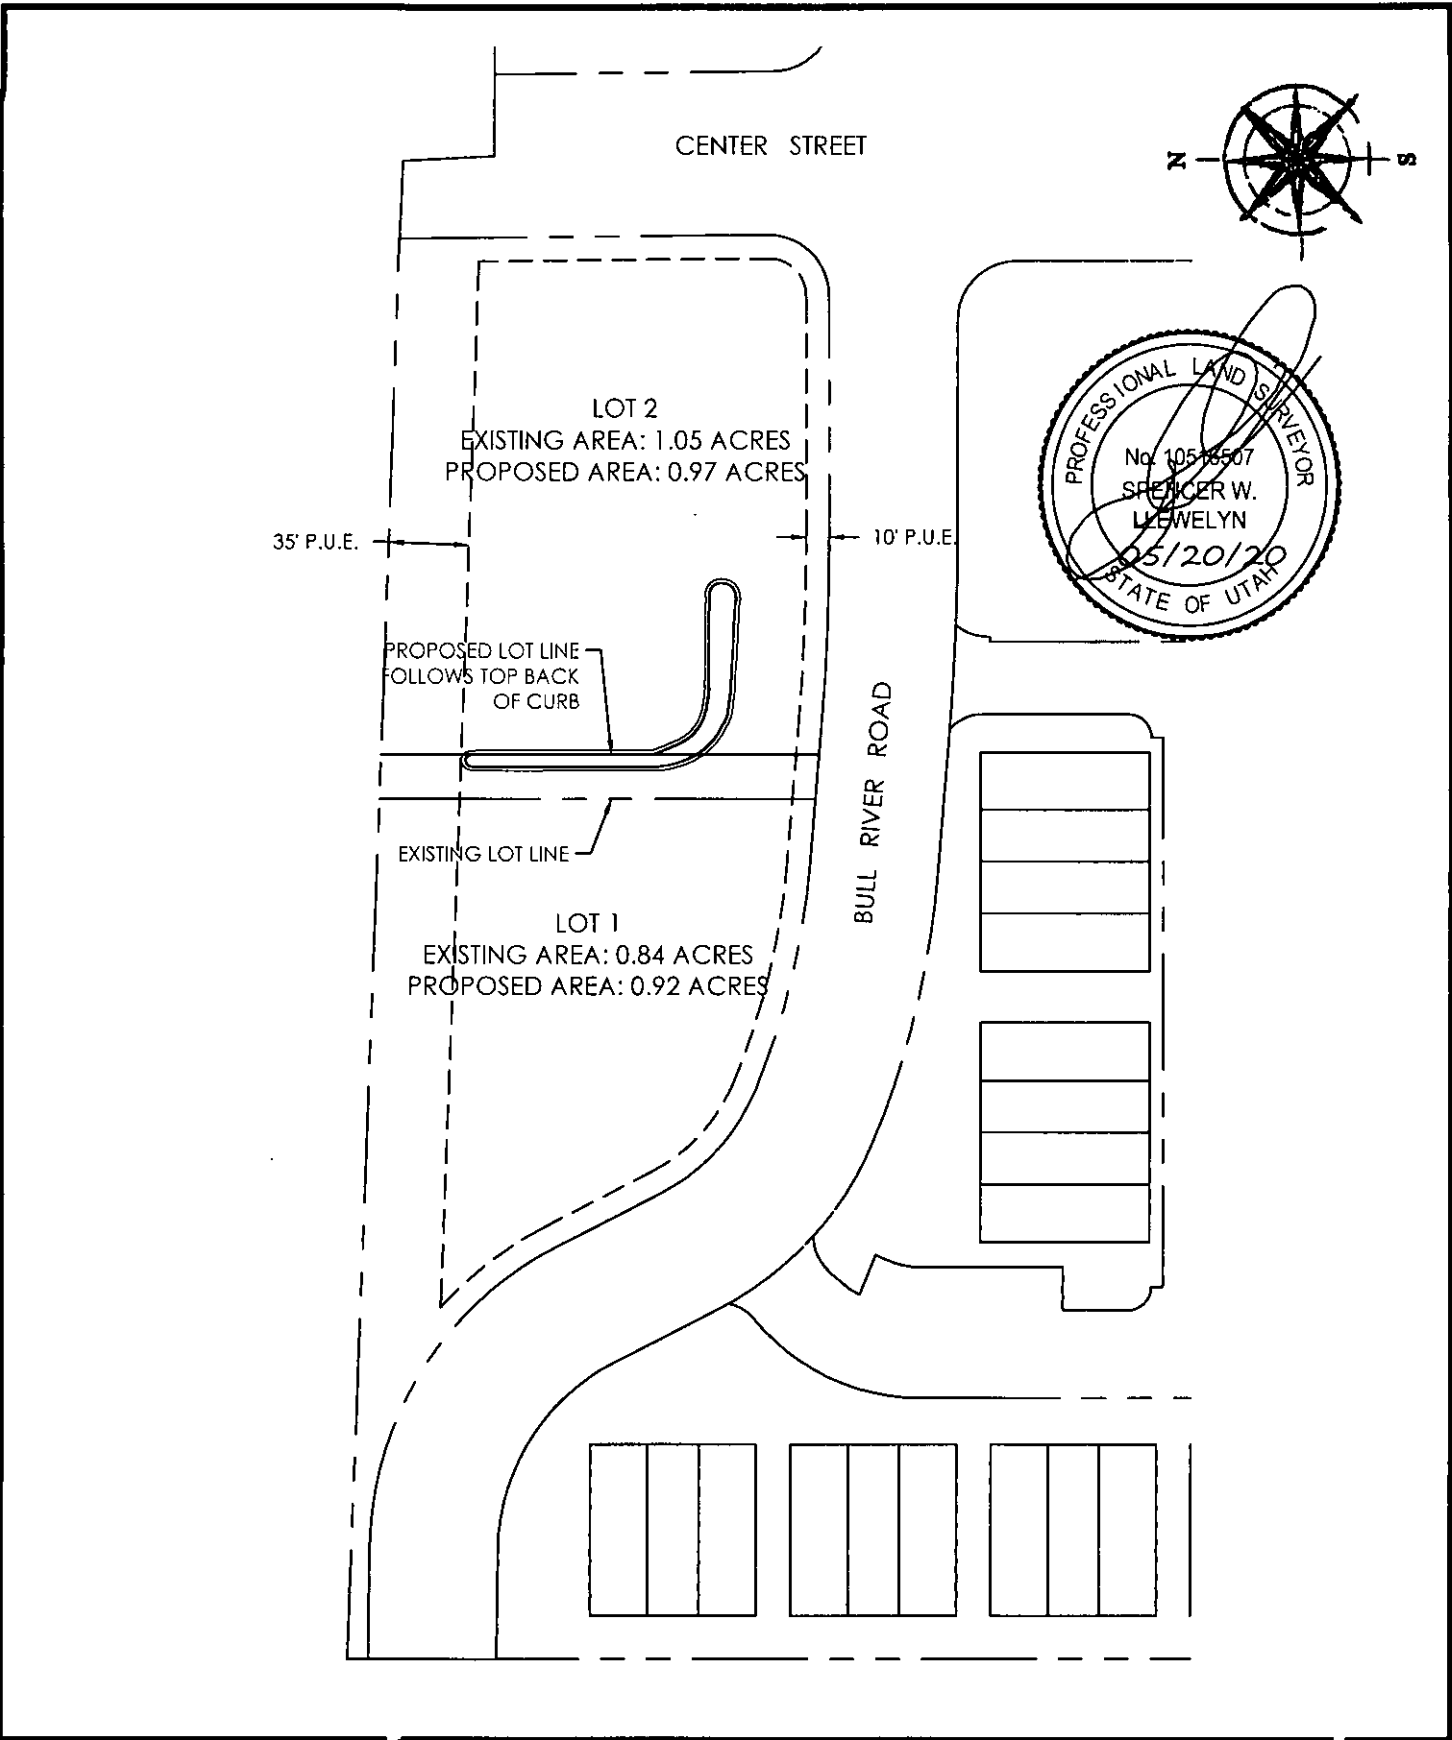 CENTER STREET
N
S
LOT 2
EXISTING AREA: 1.05 ACRES
PROPOSED AREA: 0.97 ACRES
PROFESSIONAL LAND SURVEYOR
SPENCER W.
LLEWELYN
05/20/20
STATE OF UTAH
35' P.U.E.
10' P.U.E.
PROPOSED LOT LINE
FOLLOWS TOP BACK
OF CURB
BULL RIVER ROAD
EXISTING LOT LINE
LOT 1
EXISTING AREA: 0.84 ACRES
PROPOSED AREA: 0.92 ACRES